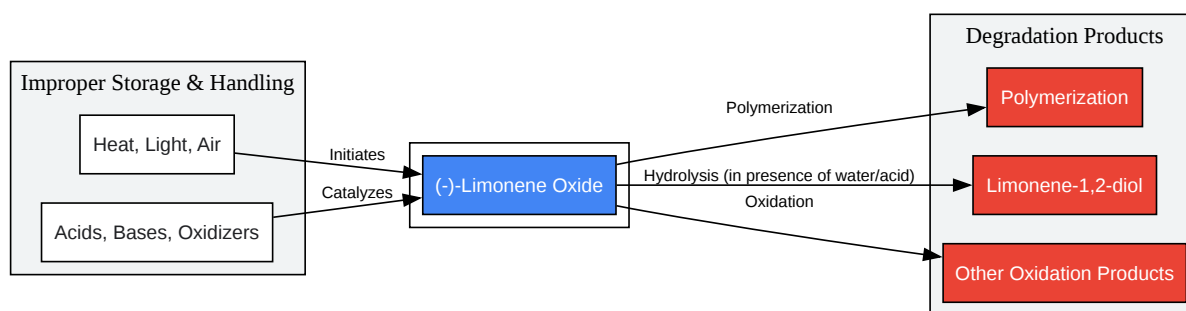 Improper Storage & Handling
Heat, Light, Air
Acids, Bases, Oxidizers
Initiates
Catalyzes
(-)-Limonene Oxide
Polymerization
Hydrolysis (in presence of water/acid)
Oxidation
Degradation Products
Polymerization
Limonene-1,2-diol
Other Oxidation Products